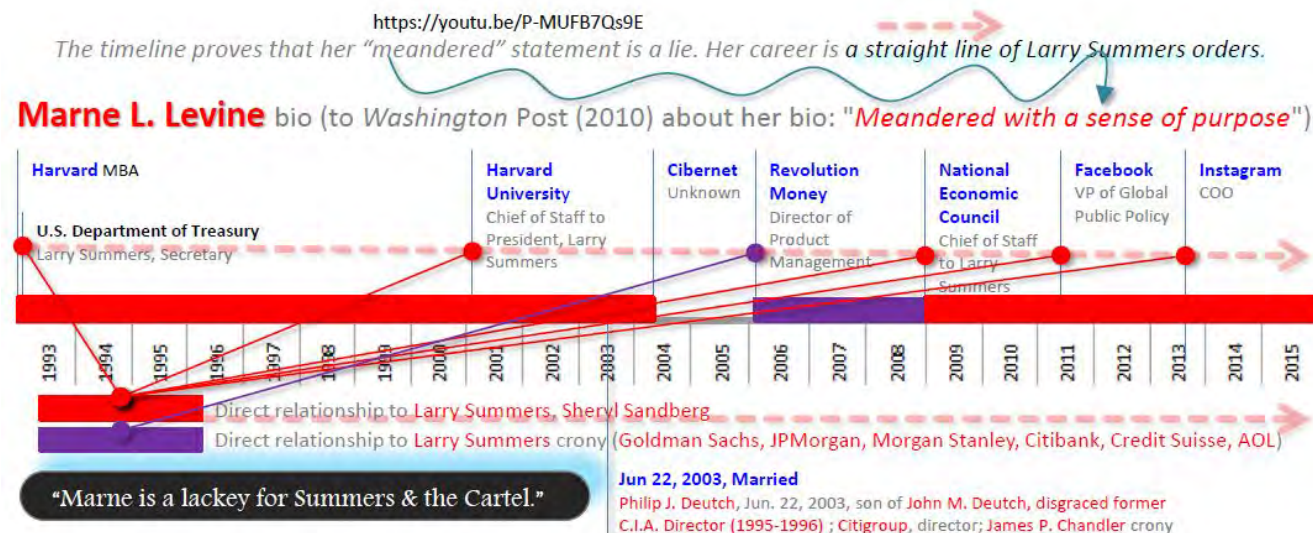 https://youtu.be/P-MUFB7Qs9E
The timeline proves that her “meandered” statement is a lie. Her career is a straight line of Larry Summers orders.
Marne L. Levine bio (to Washington Post (2010) about her bio: "Meandered with a sense of purpose")
Harvard MBA
U.S. Department of Treasury
Larry Summers, Secretary
Harvard
University
Chief of Staff to
President, Larry
Summers
Cibernet
Unknown
Revolution
Money
Director of
Product
Management
National
Economic
Council
Chief of Staff
to Larry
Summers
Facebook
VP of Global
Public Policy
Instagram
COO
1993
1994
1995
1996
1997
1998
1999
2000
2001
2002
2003
2004
2005
2006
2007
2008
2009
2010
2011
2012
2013
2014
2015
Direct relationship to Larry Summers, Sheryl Sandberg
Direct relationship to Larry Summers crony (Goldman Sachs, JPMorgan, Morgan Stanley, Citibank, Credit Suisse, AOL)
“Marne is a lackey for Summers & the Cartel.”
Jun 22, 2003, Married
Philip J. Deutch, Jun. 22, 2003, son of John M. Deutch, disgraced former
C.I.A. Director (1995-1996) ; Citigroup, director; James P. Chandler crony